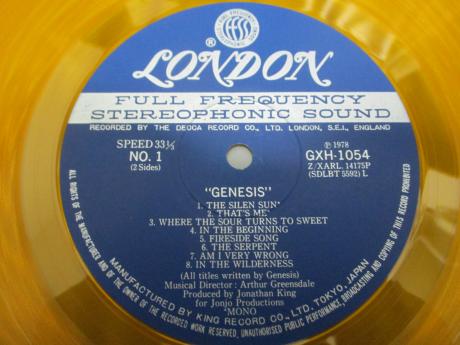 FULL FREQUENCY STEREOPHONIC SOUND
® LONDON
FULL FREQUENCY
STEREOPHONIC SOUND
RECORDED BY THE DECCA RECORD CO., LTD. LONDON, S.E.I., ENGLAND
SPEED 33⅓
NO. 1
(2 Sides)
℗ 1978
GXH-1054
Z/XARL. 14175P
(SDLBT 5592) L
"GENESIS"
1. THE SILEN SUN*
2. THAT'S ME*
3. WHERE THE SOUR TURNS TO SWEET
4. IN THE BEGINNING
5. FIRESIDE SONG
6. THE SERPENT
7. AM I VERY WRONG
8. IN THE WILDERNESS
(All titles written by Genesis)
Musical Director : Arthur Greensdale
Produced by Jonathan King
for Jonjo Productions
*MONO
MANUFACTURED BY KING RECORD CO., LTD. TOKYO, JAPAN
ALL RIGHTS OF THE MANUFACTURER AND OF THE OWNER OF THE RECORDED WORK RESERVED, UNAUTHORISED PUBLIC PERFORMANCE, BROADCASTING AND COPYING OF THIS RECORD PROHIBITED